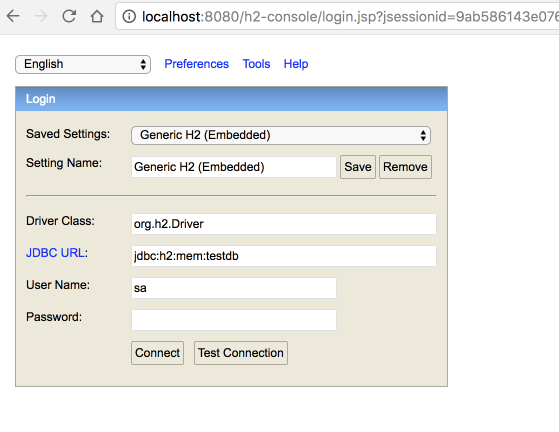 localhost:8080/h2-console/login.jsp?jsessionid=9ab586143e076
English Preferences Tools Help
Login
Saved Settings: Generic H2 (Embedded)
Setting Name: Generic H2 (Embedded) Save Remove
Driver Class: org.h2.Driver
JDBC URL: jdbc:h2:mem:testdb
User Name: sa
Password:
Connect Test Connection